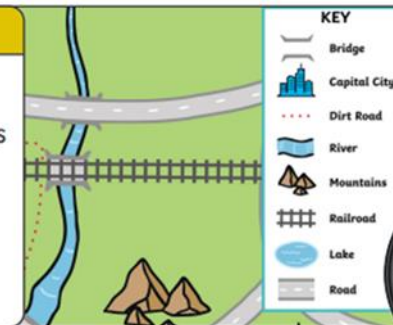 s
KEY
Bridge
Capital City
Dirt Road
River
Mountains
Railroad
Lake
Road